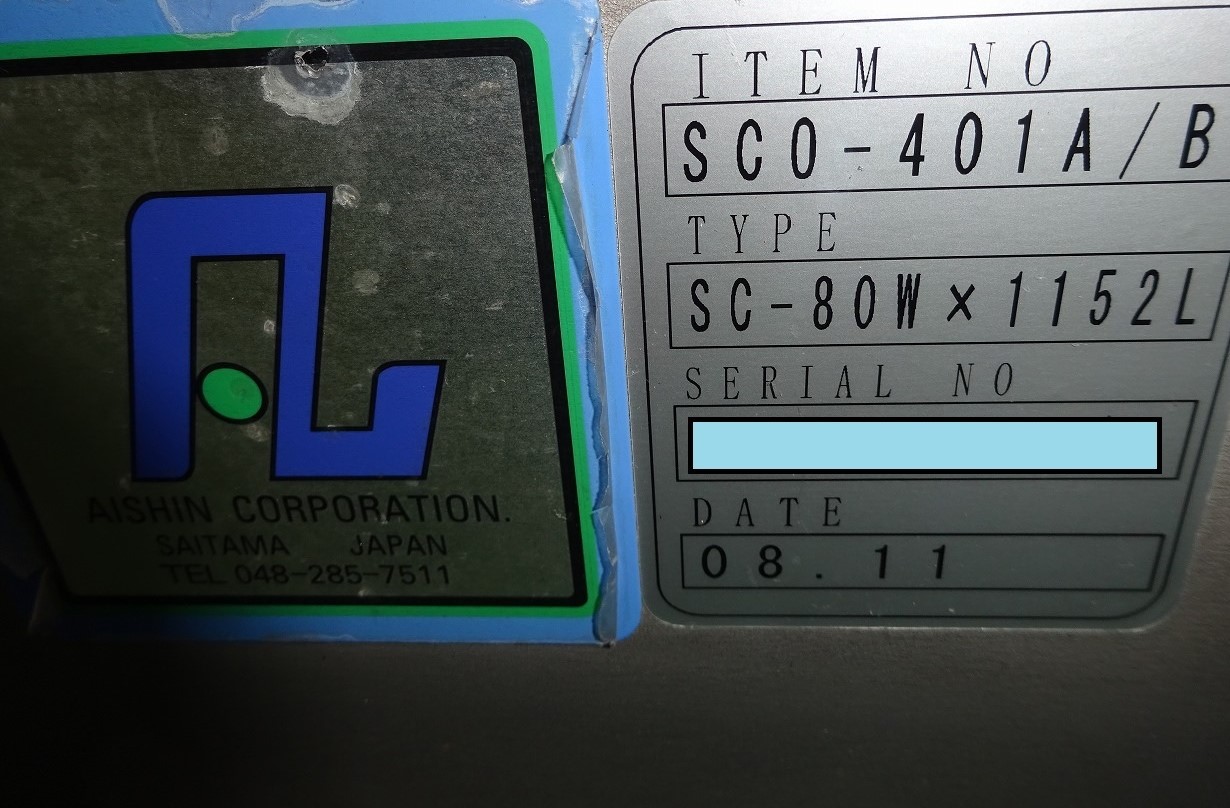 AISHIN CORPORATION.
SAITAMA JAPAN
TEL 048-285-7511
ITEM NO
SCO-401A/B
TYPE
SC-80W×1152L
SERIAL NO
DATE
08.11